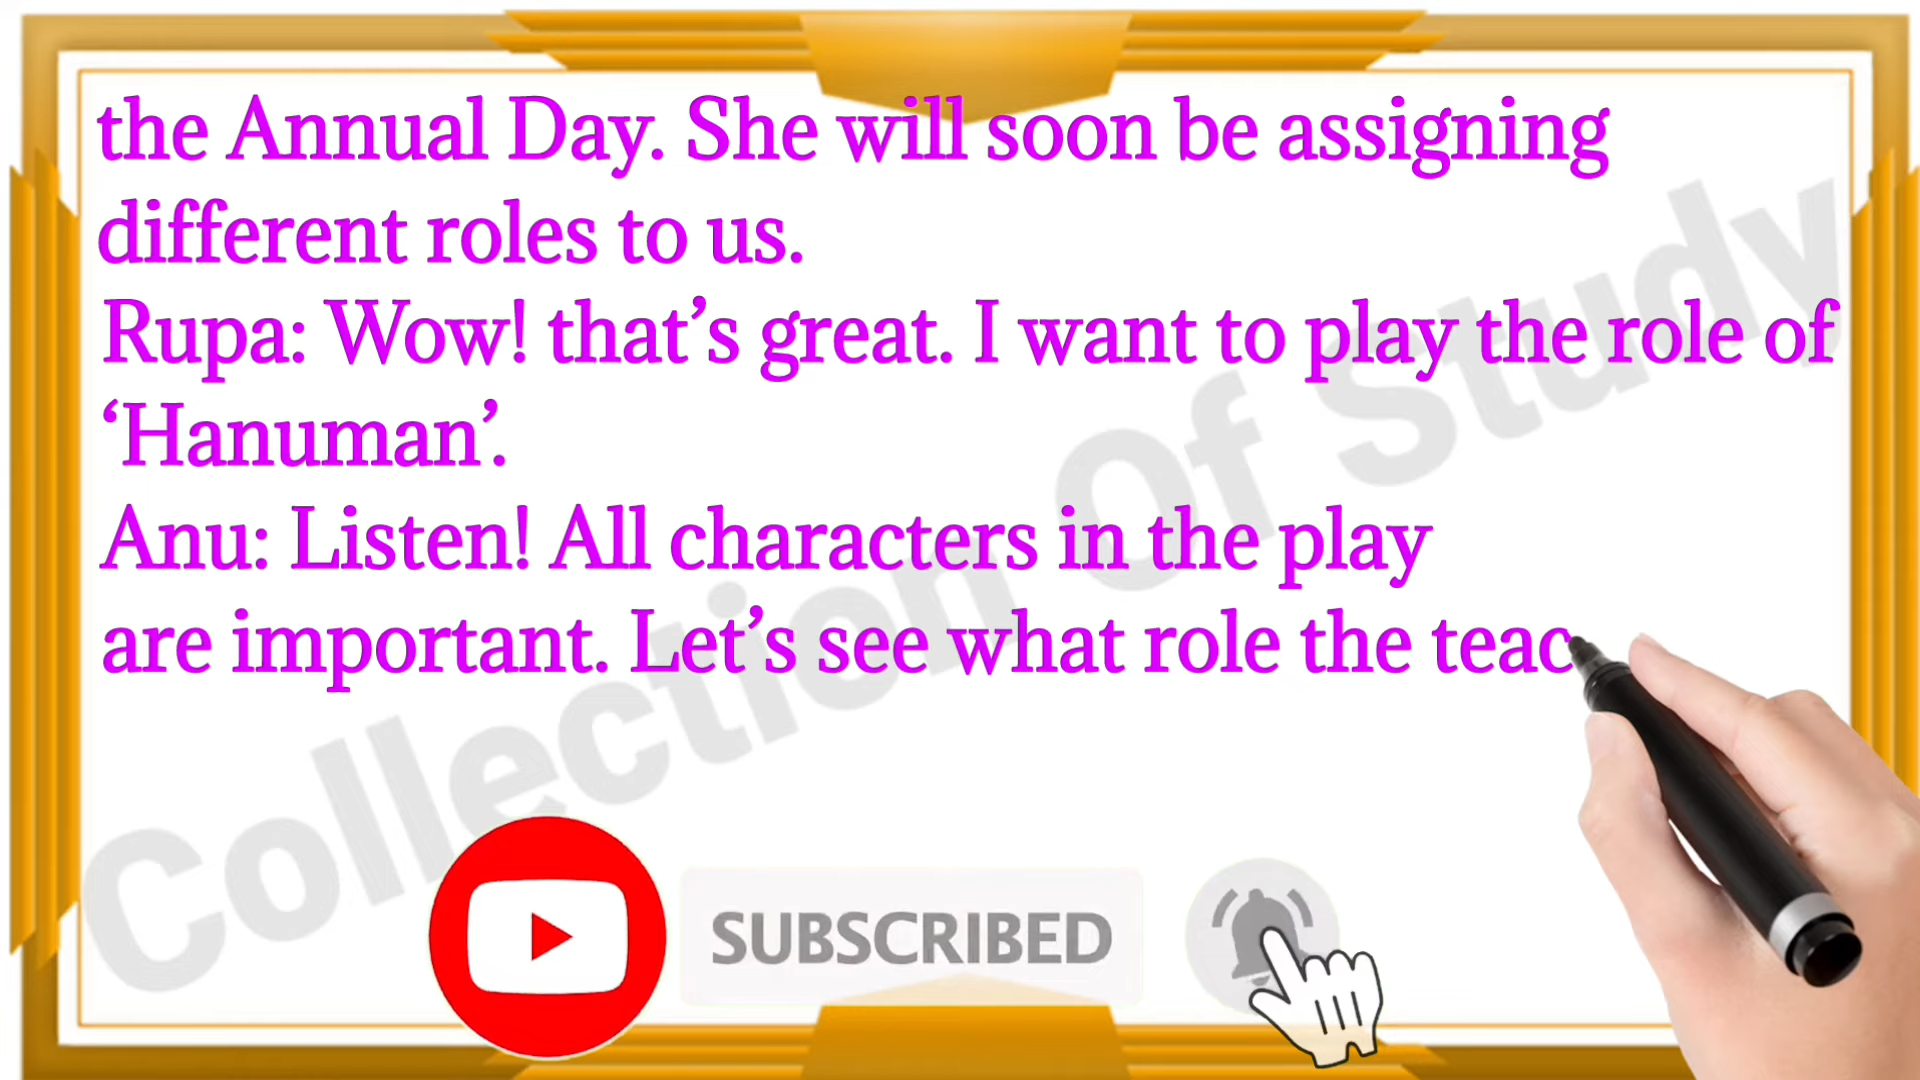 the Annual Day. She will soon be assigning
different roles to us.
Rupa: Wow! that’s great. I want to play the role of
‘Hanuman’.
Anu: Listen! All characters in the play
are important. Let’s see what role the teac
Collection Of Study
SUBSCRIBED